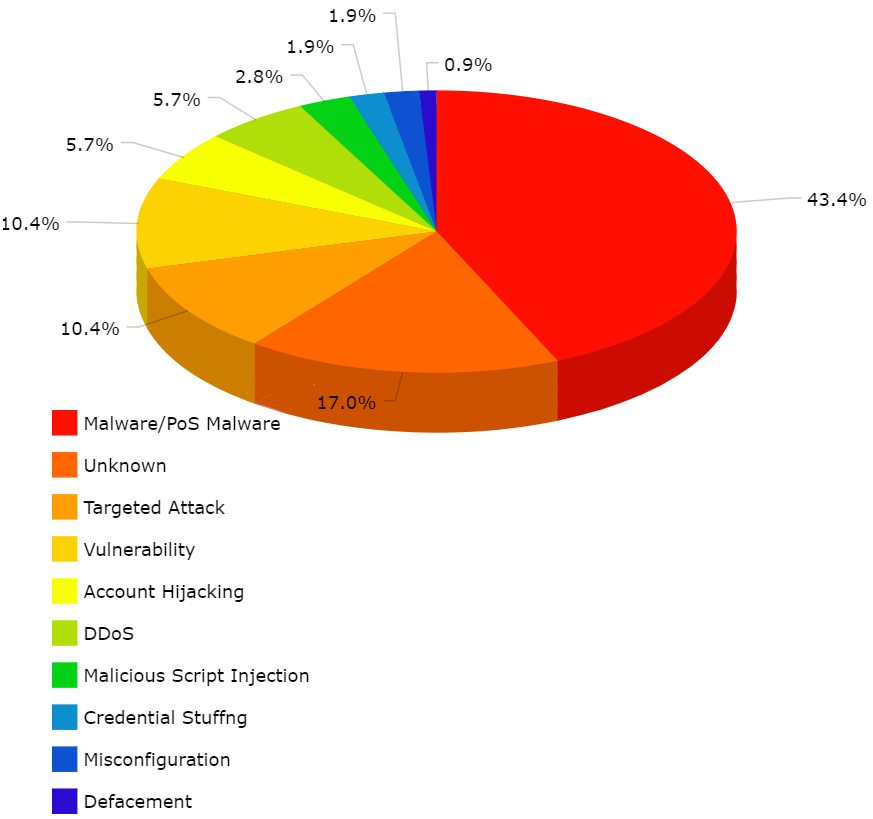 1.9%
1.9%
0.9%
2.8%
5.7%
5.7%
43.4%
10.4%
10.4%
17.0%
Malware/PoS Malware
Unknown
Targeted Attack
Vulnerability
Account Hijacking
DDoS
Malicious Script Injection
Credential Stuffng
Misconfiguration
Defacement